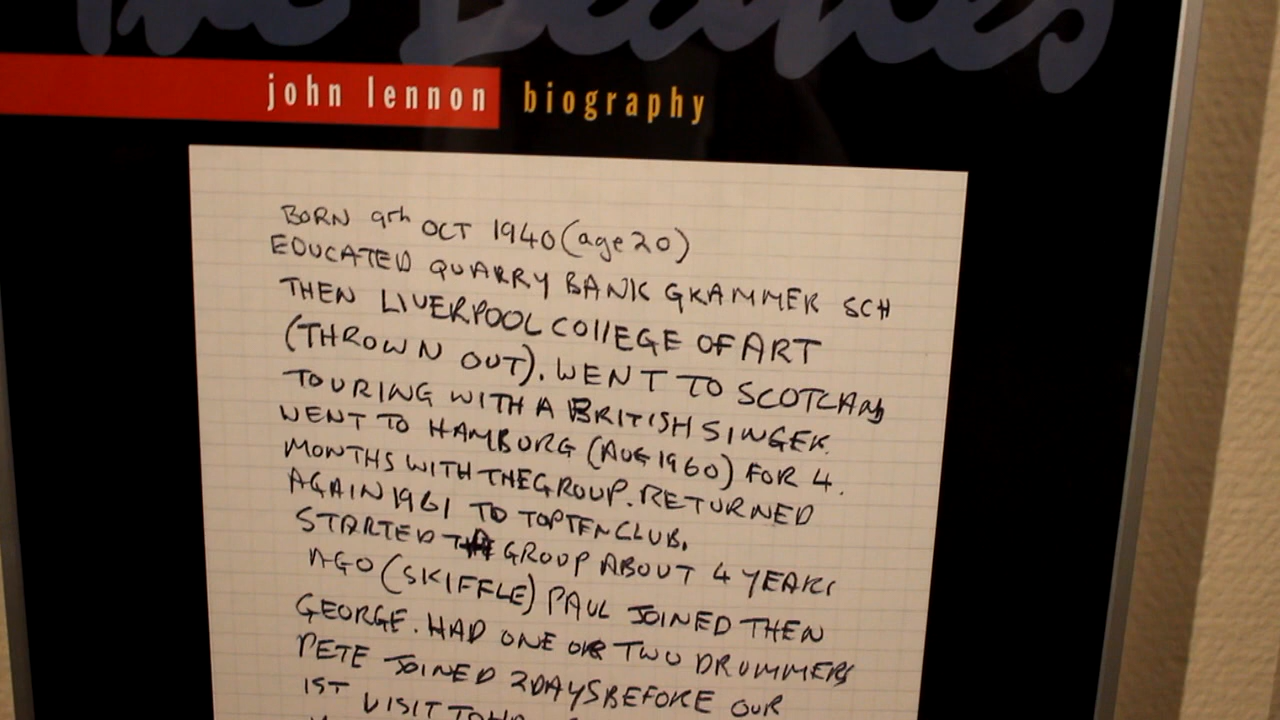 The Beatles
john lennon biography
BORN 9th OCT 1940 (age 20)
EDUCATED QUARRY BANK GRAMMER SCH
THEN LIVERPOOL COllEGE OF ART
(THROWN OUT). WENT TO SCOTLAND
TOURING WITH A BRITISH SINGER.
WENT TO HAMBURG (AUG 1960) FOR 4.
MONTHS WITH THE GROUP. RETURNED
AGAIN 1961 TO TOP TEN CLUB.
STARTED GROUP ABOUT 4 YEARS
AGO (SKIFFLE) PAUL JOINED THEN
GEORGE. HAD ONE OR TWO DRUMMERS
PETE JOINED 2 DAYS BEFORE OUR
1ST VISIT TO